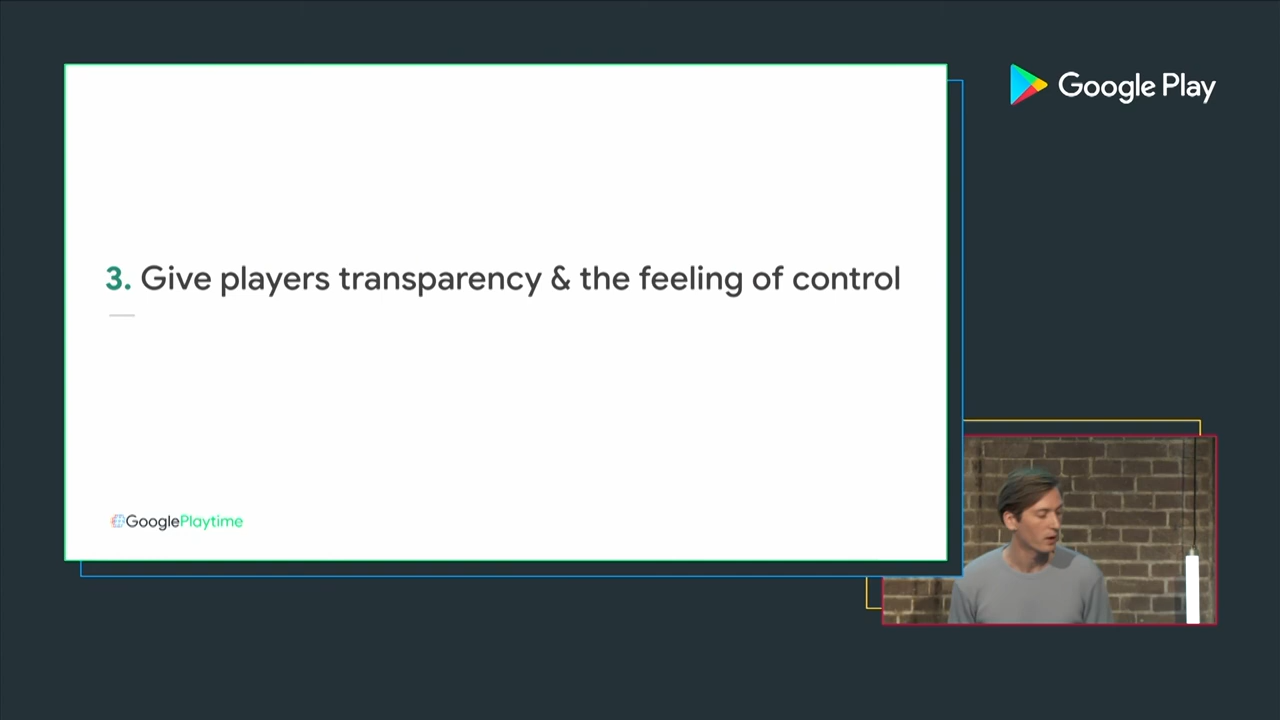 Google Play
3. Give players transparency & the feeling of control
#GooglePlaytime